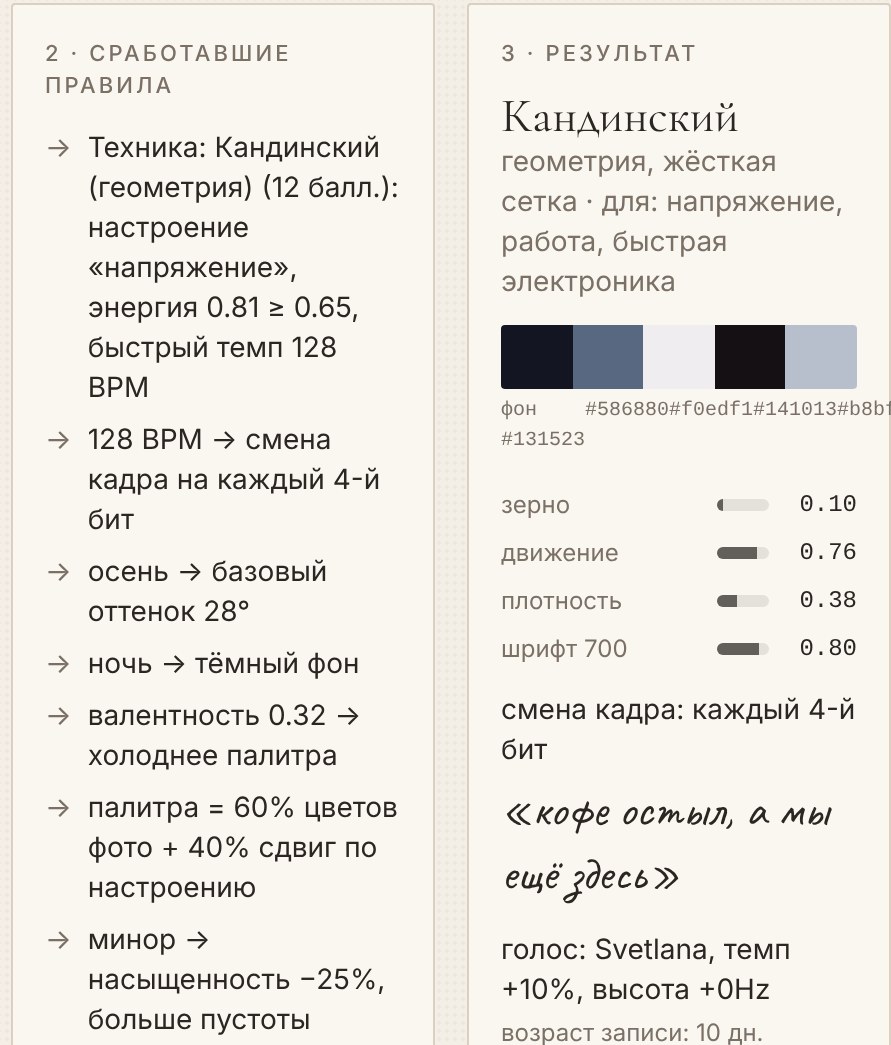 2 · СРАБОТАВШИЕ
ПРАВИЛА
→ Техника: Кандинский
(геометрия) (12 балл.):
настроение
«напряжение»,
энергия 0.81 ≥ 0.65,
быстрый темп 128
BPM
→ 128 BPM → смена
кадра на каждый 4-й
бит
→ осень → базовый
оттенок 28°
→ ночь → тёмный фон
→ валентность 0.32 →
холоднее палитра
→ палитра = 60% цветов
фото + 40% сдвиг по
настроению
→ минор →
насыщенность −25%,
больше пустоты
3 · РЕЗУЛЬТАТ
Кандинский
геометрия, жёсткая
сетка · для: напряжение,
работа, быстрая
электроника
фон #586880#f0edf1#141013#b8bf
#131523
зерно 0.10
движение 0.76
плотность 0.38
шрифт 700 0.80
смена кадра: каждый 4-й
бит
«кофе остыл, а мы
ещё здесь»
голос: Svetlana, темп
+10%, высота +0Hz
возраст записи: 10 дн.